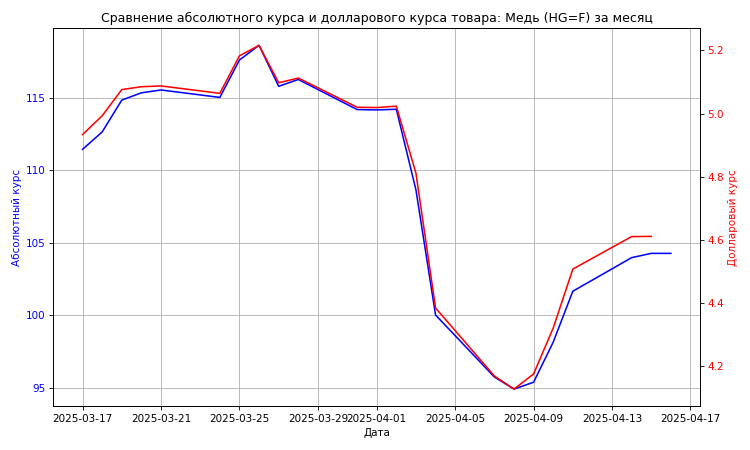 Сравнение абсолютного курса и долларового курса товара: Медь (HG=F) за месяц
Абсолютный курс
115
110
105
100
95
5.2
5.0
4.8
4.6
4.4
4.2
Долларовый курс
2025-03-17 2025-03-21 2025-03-25 2025-03-29 2025-04-01 2025-04-05 2025-04-09 2025-04-13 2025-04-17
Дата